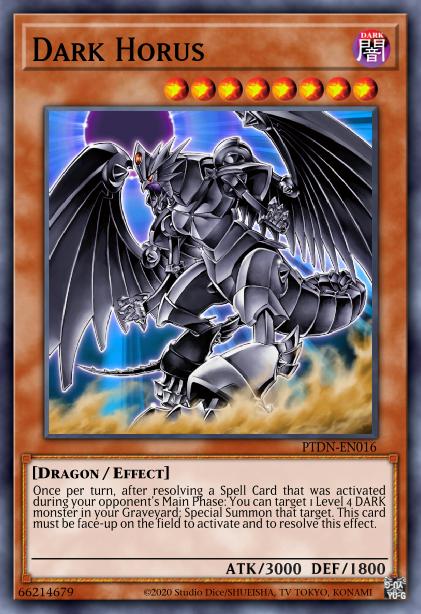 DARK HORUS
DARK
闇
PTDN-EN016
[DRAGON / EFFECT]
Once per turn, after resolving a Spell Card that was activated
during your opponent's Main Phase: You can target 1 Level 4 DARK
monster in your Graveyard; Special Summon that target. This card
must be face-up on the field to activate and to resolve this effect.
ATK/3000 DEF/1800
66214679
©2020 Studio Dice/SHUEISHA, TV TOKYO, KONAMI